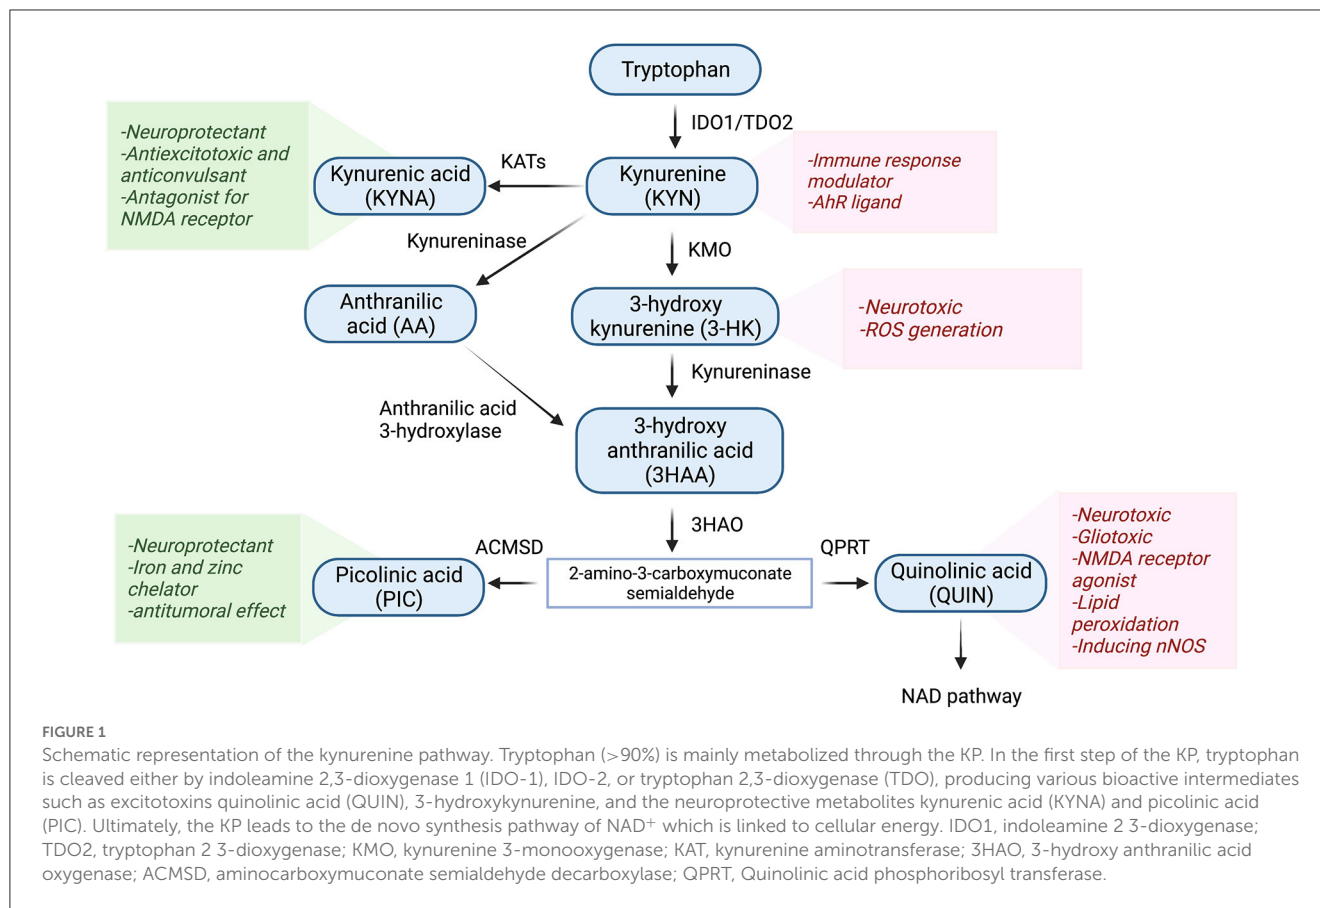 Tryptophan
IDO1/TDO2
-Neuroprotectant
-Antiexcitotoxic and
anticonvulsant
-Antagonist for
NMDA receptor
Kynurenic acid
(KYNA)
KATs
Kynurenine
(KYN)
-Immune response
modulator
-AhR ligand
Kynureninase
KMO
Anthranilic
acid (AA)
3-hydroxy
kynurenine (3-HK)
-Neurotoxic
-ROS generation
Kynureninase
Anthranilic acid
3-hydroxylase
3-hydroxy
anthranilic acid
(3HAA)
3HAO
-Neuroprotectant
-Iron and zinc
chelator
-antitumoral effect
Picolinic acid
(PIC)
ACMSD
2-amino-3-carboxymuconate
semialdehyde
QPRT
Quinolinic acid
(QUIN)
-Neurotoxic
-Gliotoxic
-NMDA receptor
agonist
-Lipid
peroxidation
-Inducing nNOS
NAD pathway
FIGURE 1
Schematic representation of the kynurenine pathway. Tryptophan (>90%) is mainly metabolized through the KP. In the first step of the KP, tryptophan
is cleaved either by indoleamine 2,3-dioxygenase 1 (IDO-1), IDO-2, or tryptophan 2,3-dioxygenase (TDO), producing various bioactive intermediates
such as excitotoxins quinolinic acid (QUIN), 3-hydroxykynurenine, and the neuroprotective metabolites kynurenic acid (KYNA) and picolinic acid
(PIC). Ultimately, the KP leads to the de novo synthesis pathway of NAD⁺ which is linked to cellular energy. IDO1, indoleamine 2 3-dioxygenase;
TDO2, tryptophan 2 3-dioxygenase; KMO, kynurenine 3-monooxygenase; KAT, kynurenine aminotransferase; 3HAO, 3-hydroxy anthranilic acid
oxygenase; ACMSD, aminocarboxymuconate semialdehyde decarboxylase; QPRT, Quinolinic acid phosphoribosyl transferase.